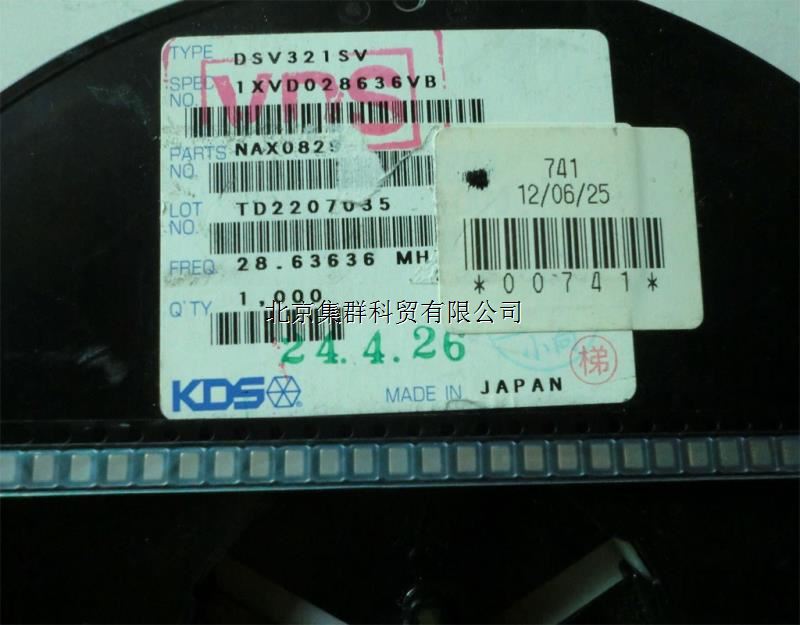 TYPE DSV321SV
SPEC NO. 1XVD028636VB
VDS
PARTS NO. NAX0829
LOT NO. TD2207035
FREQ. 28.63636 MH
Q'TY 1,000
741
12/06/25
*00741*
北京集群科贸有限公司
24.4.26
梯
KDS
MADE IN JAPAN